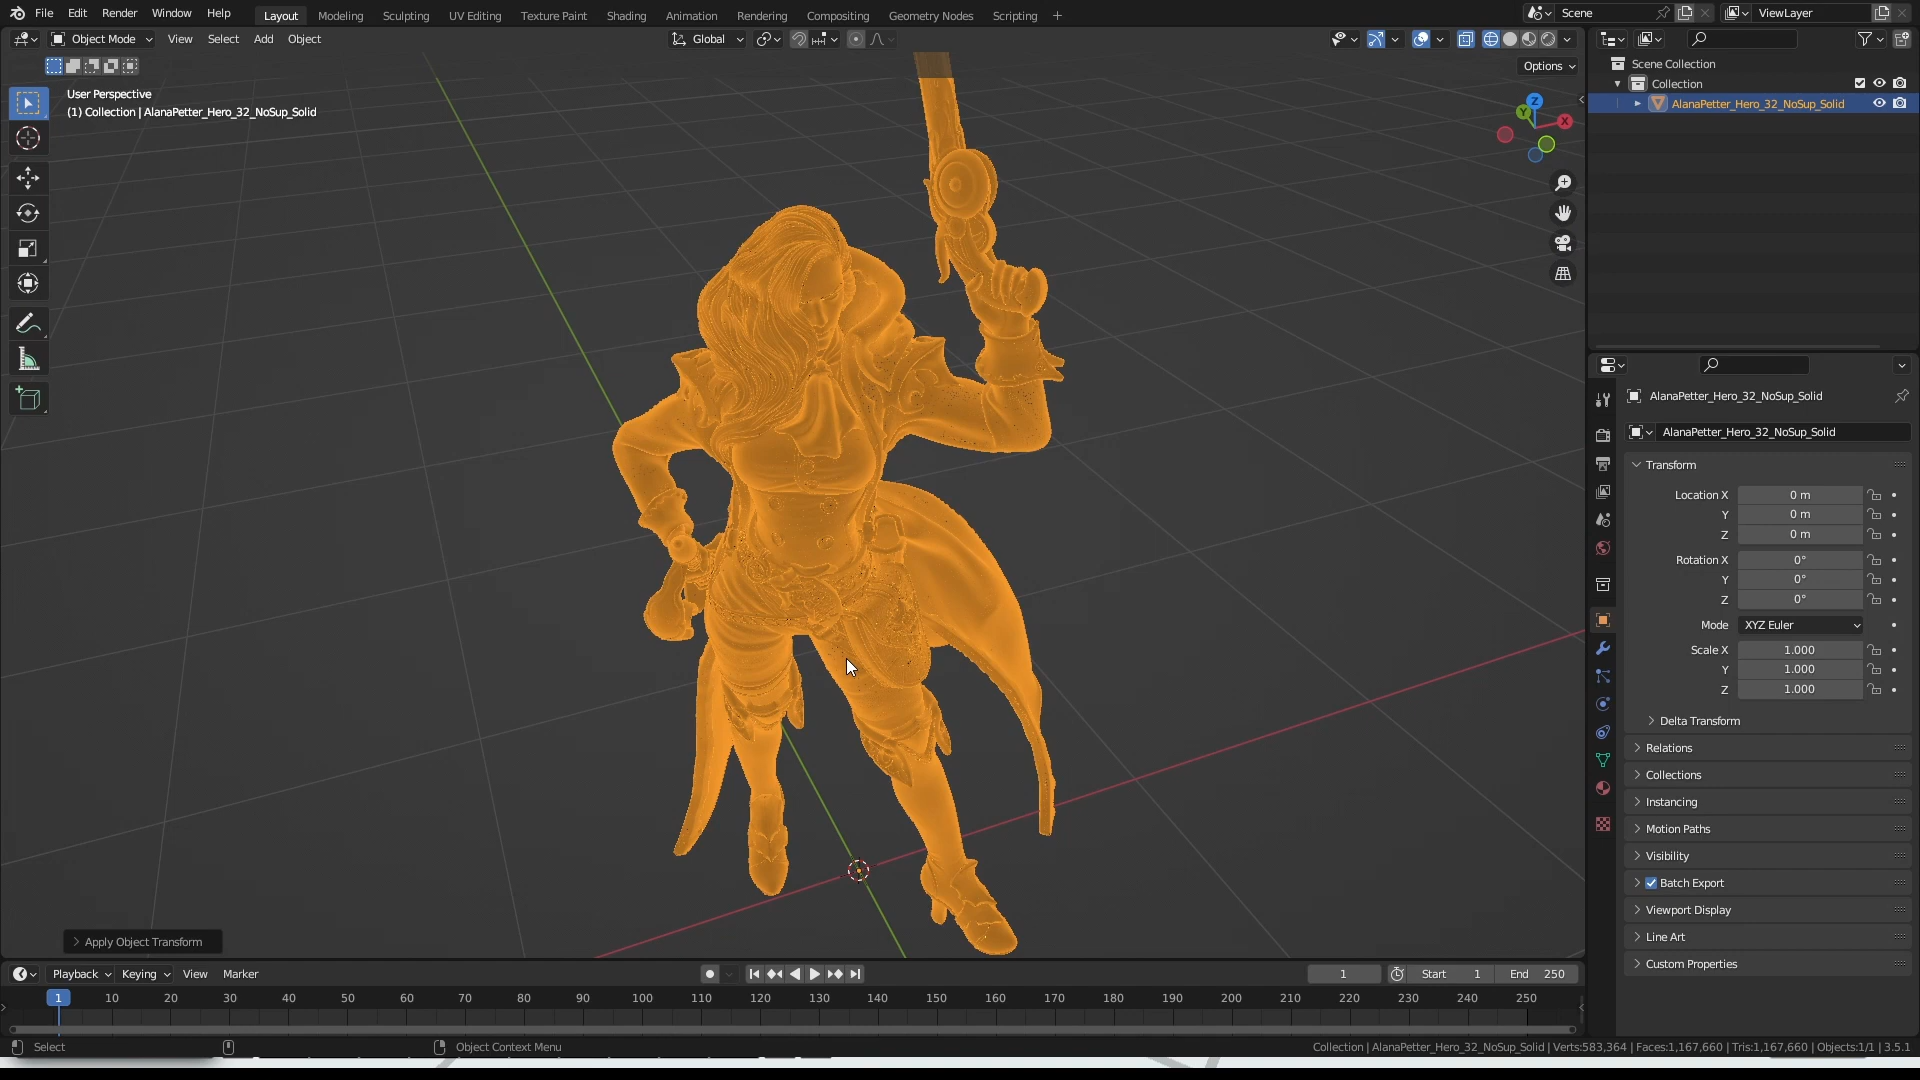 File Edit Render Window Help Layout Modeling Sculpting UV Editing Texture Paint Shading Animation Rendering Compositing Geometry Nodes Scripting + Scene ViewLayer
Object Mode View Select Add Object Global
Options
User Perspective
(1) Collection | AlanaPetter_Hero_32_NoSup_Solid
Z
Y
X
Scene Collection
Collection
AlanaPetter_Hero_32_NoSup_Solid
AlanaPetter_Hero_32_NoSup_Solid
AlanaPetter_Hero_32_NoSup_Solid
Transform
Location X 0 m
Y 0 m
Z 0 m
Rotation X 0°
Y 0°
Z 0°
Mode XYZ Euler
Scale X 1.000
Y 1.000
Z 1.000
Delta Transform
Relations
Collections
Instancing
Motion Paths
Visibility
Batch Export
Viewport Display
Line Art
Custom Properties
Apply Object Transform
Playback Keying View Marker 1 Start 1 End 250
1 10 20 30 40 50 60 70 80 90 100 110 120 130 140 150 160 170 180 190 200 210 220 230 240 250
Select Object Context Menu Collection | AlanaPetter_Hero_32_NoSup_Solid | Verts:583,364 | Faces:1,167,660 | Tris:1,167,660 | Objects:1/1 | 3.5.1